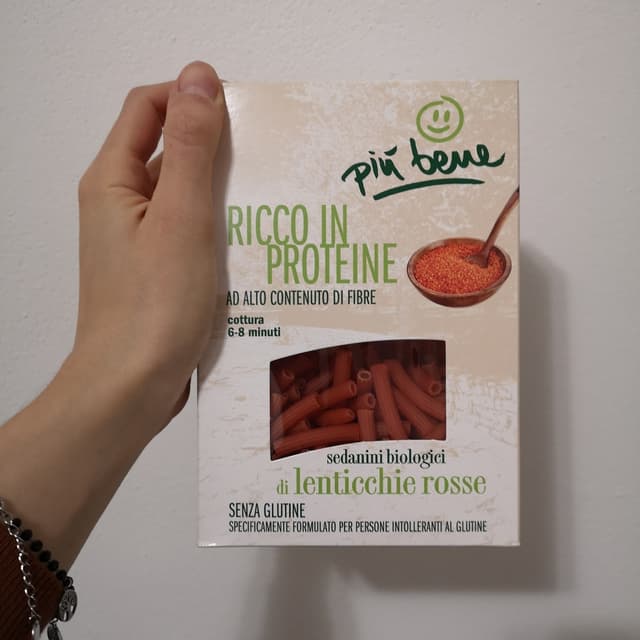 più bene
RICCO IN
PROTEINE
AD ALTO CONTENUTO DI FIBRE
cottura
6-8 minuti
sedanini biologici
di lenticchie rosse
SENZA GLUTINE
SPECIFICAMENTE FORMULATO PER PERSONE INTOLLERANTI AL GLUTINE